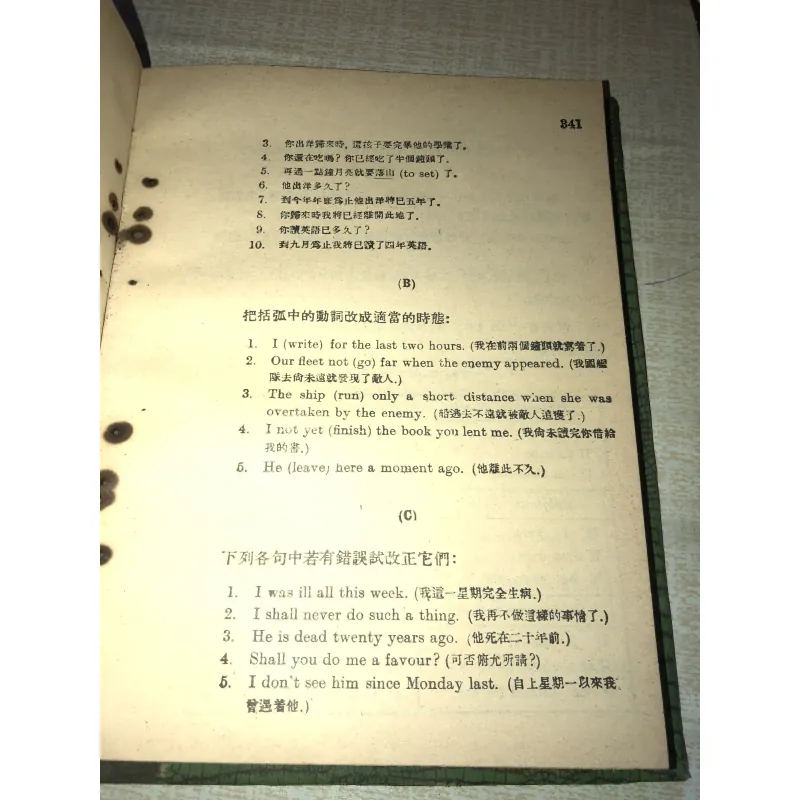 341
3. 你出洋歸來時, 這孩子要完畢他的學業了。
4. 你還在吃嗎? 你已經吃了半個鐘頭了。
5. 再過一點鐘月亮就要落山 (to set) 了。
6. 他出洋多久了?
7. 到今年年底爲止他出洋將已五年了。
8. 你歸來時我將已經離開此地了。
9. 你讀英語已多久了?
10. 到九月爲止我將已讀了四年英語。
(B)
把括弧中的動詞改成適當的時態:
1. I (write) for the last two hours. (我在前兩個鐘頭就寫着了.)
2. Our fleet not (go) far when the enemy appeared. (我國艦
隊去尚未遠就發現了敵人.)
3. The ship (run) only a short distance when she was
overtaken by the enemy. (船逃去不遠就被敵人追獲了.)
4. I not yet (finish) the book you lent me. (我尚未讀完你借給
我的書.)
5. He (leave) here a moment ago. (他離此不久.)
(C)
下列各句中若有錯誤試改正它們:
1. I was ill all this week. (我這一星期完全生病.)
2. I shall never do such a thing. (我再不做這樣的事情了.)
3. He is dead twenty years ago. (他死在二十年前.)
4. Shall you do me a favour? (可否俯允所請?)
5. I don't see him since Monday last. (自上星期一以來我
曾遇着他.)